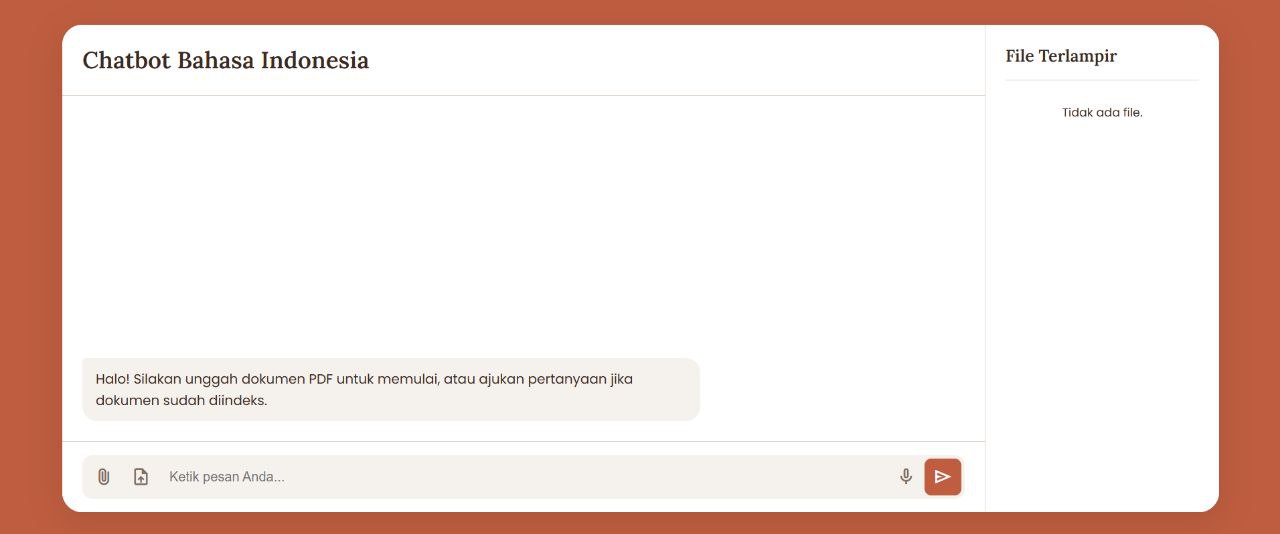 Chatbot Bahasa Indonesia
File Terlampir
Tidak ada file.
Halo! Silakan unggah dokumen PDF untuk memulai, atau ajukan pertanyaan jika
dokumen sudah diindeks.
Ketik pesan Anda...